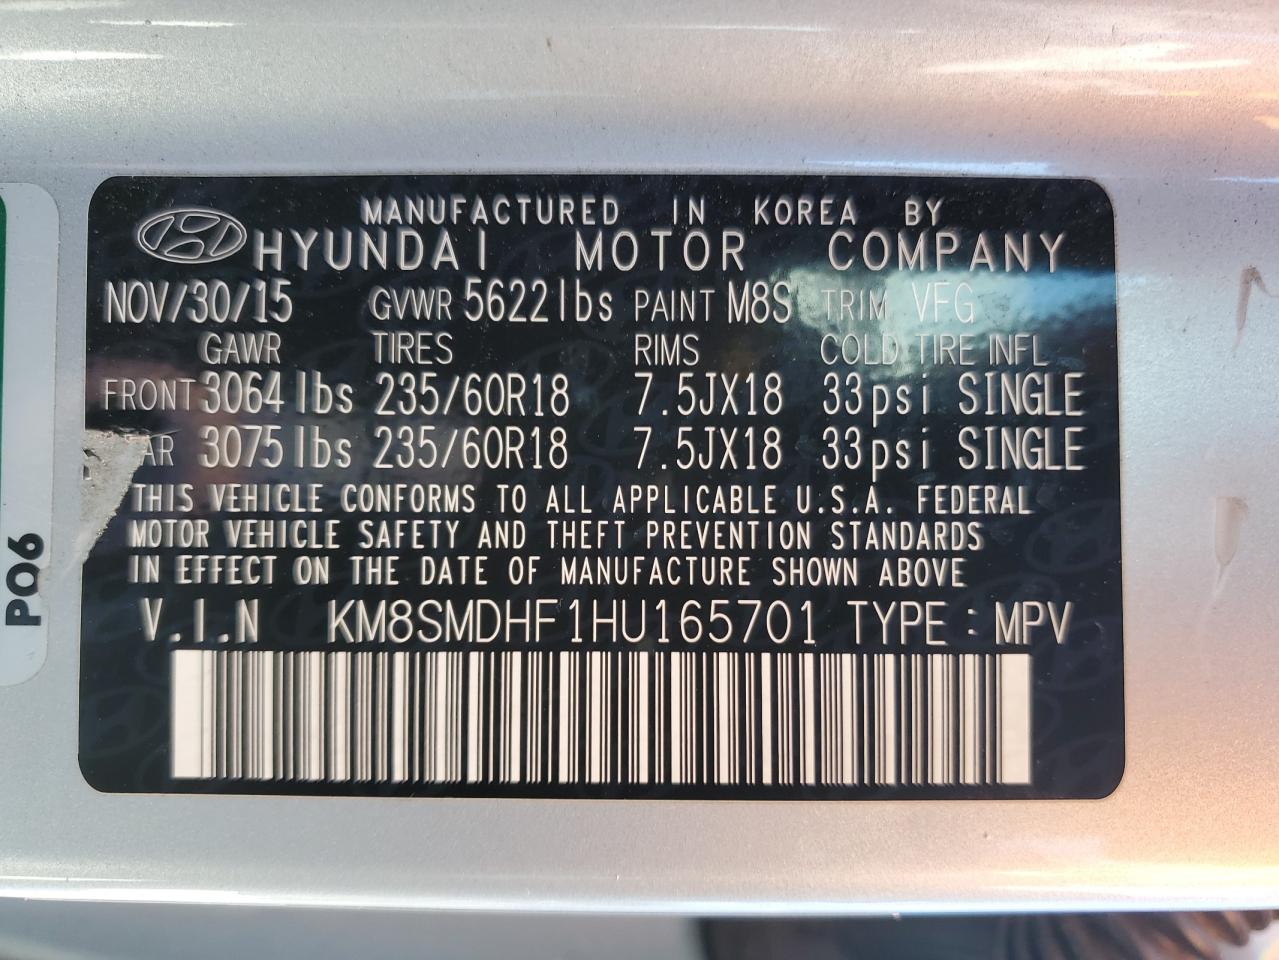 MANUFACTURED IN KOREA BY
HYUNDAI MOTOR COMPANY
NOV/30/15 GVWR 5622lbs PAINT M8S TRIM VFG
GAWR TIRES RIMS COLD TIRE INFL
FRONT 3064lbs 235/60R18 7.5JX18 33psi SINGLE
AR 3075lbs 235/60R18 7.5JX18 33psi SINGLE
THIS VEHICLE CONFORMS TO ALL APPLICABLE U.S.A. FEDERAL
MOTOR VEHICLE SAFETY AND THEFT PREVENTION STANDARDS
IN EFFECT ON THE DATE OF MANUFACTURE SHOWN ABOVE
V.I.N KM8SMDHF1HU165701 TYPE : MPV
P06